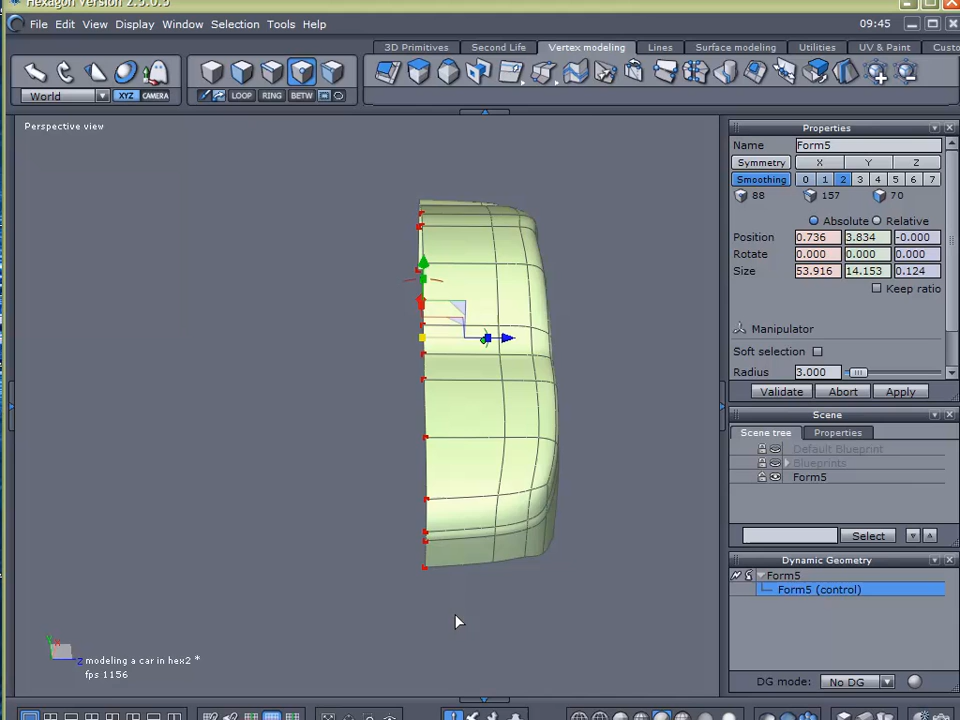 Hexagon Version 2.5.0.5
File Edit View Display Window Selection Tools Help
09:45
3D Primitives Second Life Vertex modeling Lines Surface modeling Utilities UV & Paint Custo
World XYZ CAMERA LOOP RING BETW
Perspective view
Properties
Name Form5
Symmetry X Y Z
Smoothing 0 1 2 3 4 5 6 7
88 157 70
Absolute Relative
Position 0.736 3.834 -0.000
Rotate 0.000 0.000 0.000
Size 53.916 14.153 0.124
Keep ratio
Manipulator
Soft selection
Radius 3.000
Validate Abort Apply
Scene
Scene tree Properties
Default Blueprint
Blueprints
Form5
Select
Dynamic Geometry
Form5
Form5 (control)
DG mode: No DG
Y X
Z
modeling a car in hex2 *
fps 1156